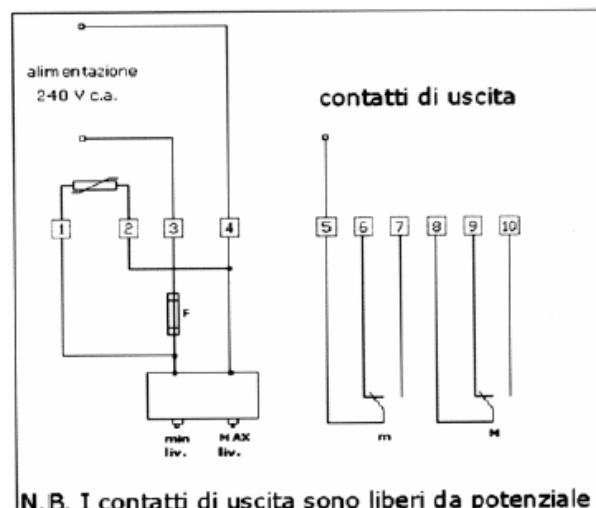 alimentazione
240 V c.a.
contatti di uscita
1 2 3 4 5 6 7 8 9 10
F
min
liv.
MAX
liv.
m
M
N.B. I contatti di uscita sono liberi da potenziale